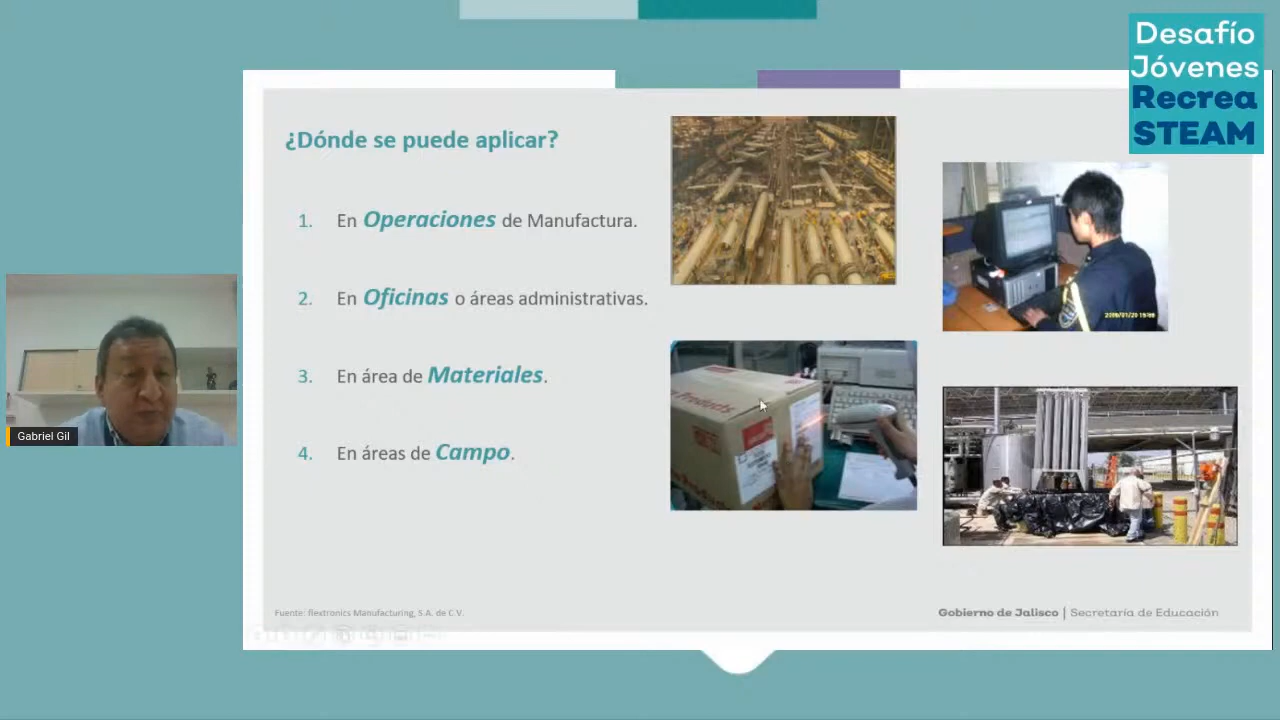 Desafío
Jóvenes
Recrea
STEAM
¿Dónde se puede aplicar?
1. En Operaciones de Manufactura.
2. En Oficinas o áreas administrativas.
3. En área de Materiales.
4. En áreas de Campo.
Gabriel Gil
Fuente: flextronics Manufacturing, S.A. de C.V.
Gobierno de Jalisco | Secretaría de Educación